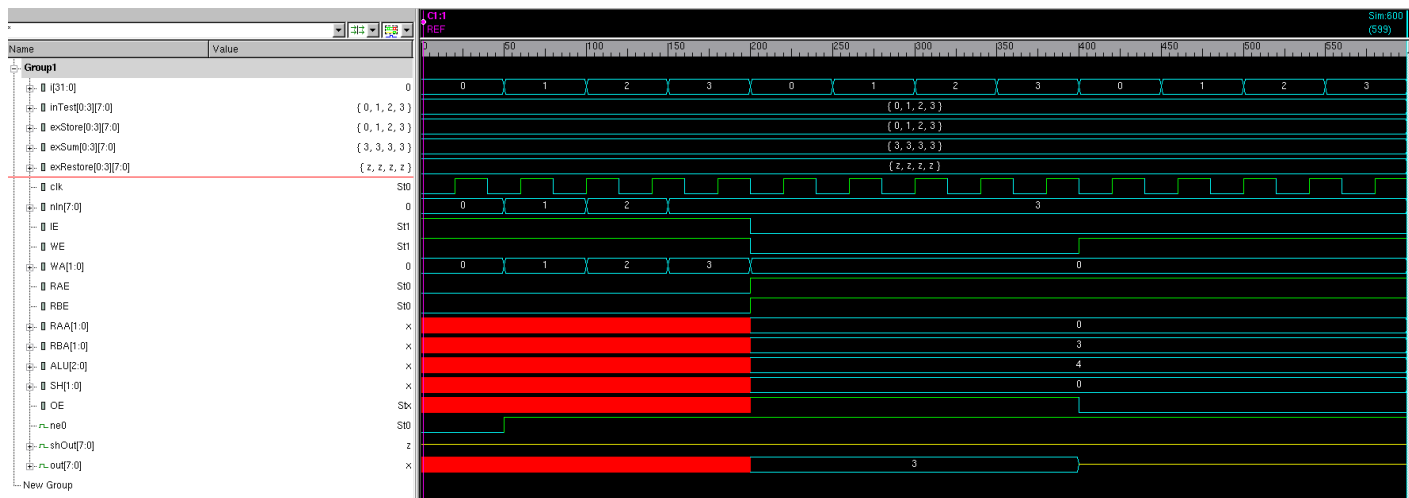 C1:1
REF
Sim:600
(599)
Name Value
0 50 100 150 200 250 300 350 400 450 500 550
Group1
i[31:0] 0 0 1 2 3 0 1 2 3 0 1 2 3
inTest[0:3][7:0] { 0, 1, 2, 3 } { 0, 1, 2, 3 }
exStore[0:3][7:0] { 0, 1, 2, 3 } { 0, 1, 2, 3 }
exSum[0:3][7:0] { 3, 3, 3, 3 } { 3, 3, 3, 3 }
exRestore[0:3][7:0] { z, z, z, z } { z, z, z, z }
clk St0
nIn[7:0] 0 0 1 2 3
IE St1
WE St1
WA[1:0] 0 0 1 2 3 0
RAE St0
RBE St0
RAA[1:0] x 0
RBA[1:0] x 3
ALU[2:0] x 4
SH[1:0] x 0
OE Stx
ne0 St0
shOut[7:0] z
out[7:0] x 3
New Group